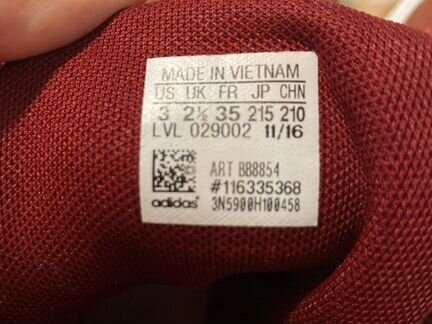 MADE IN VIETNAM
US UK FR JP CHN
3 2½ 35 215 210
LVL 029002 11/16
ART BB8854
#116335368
adidas 3N5900H100458